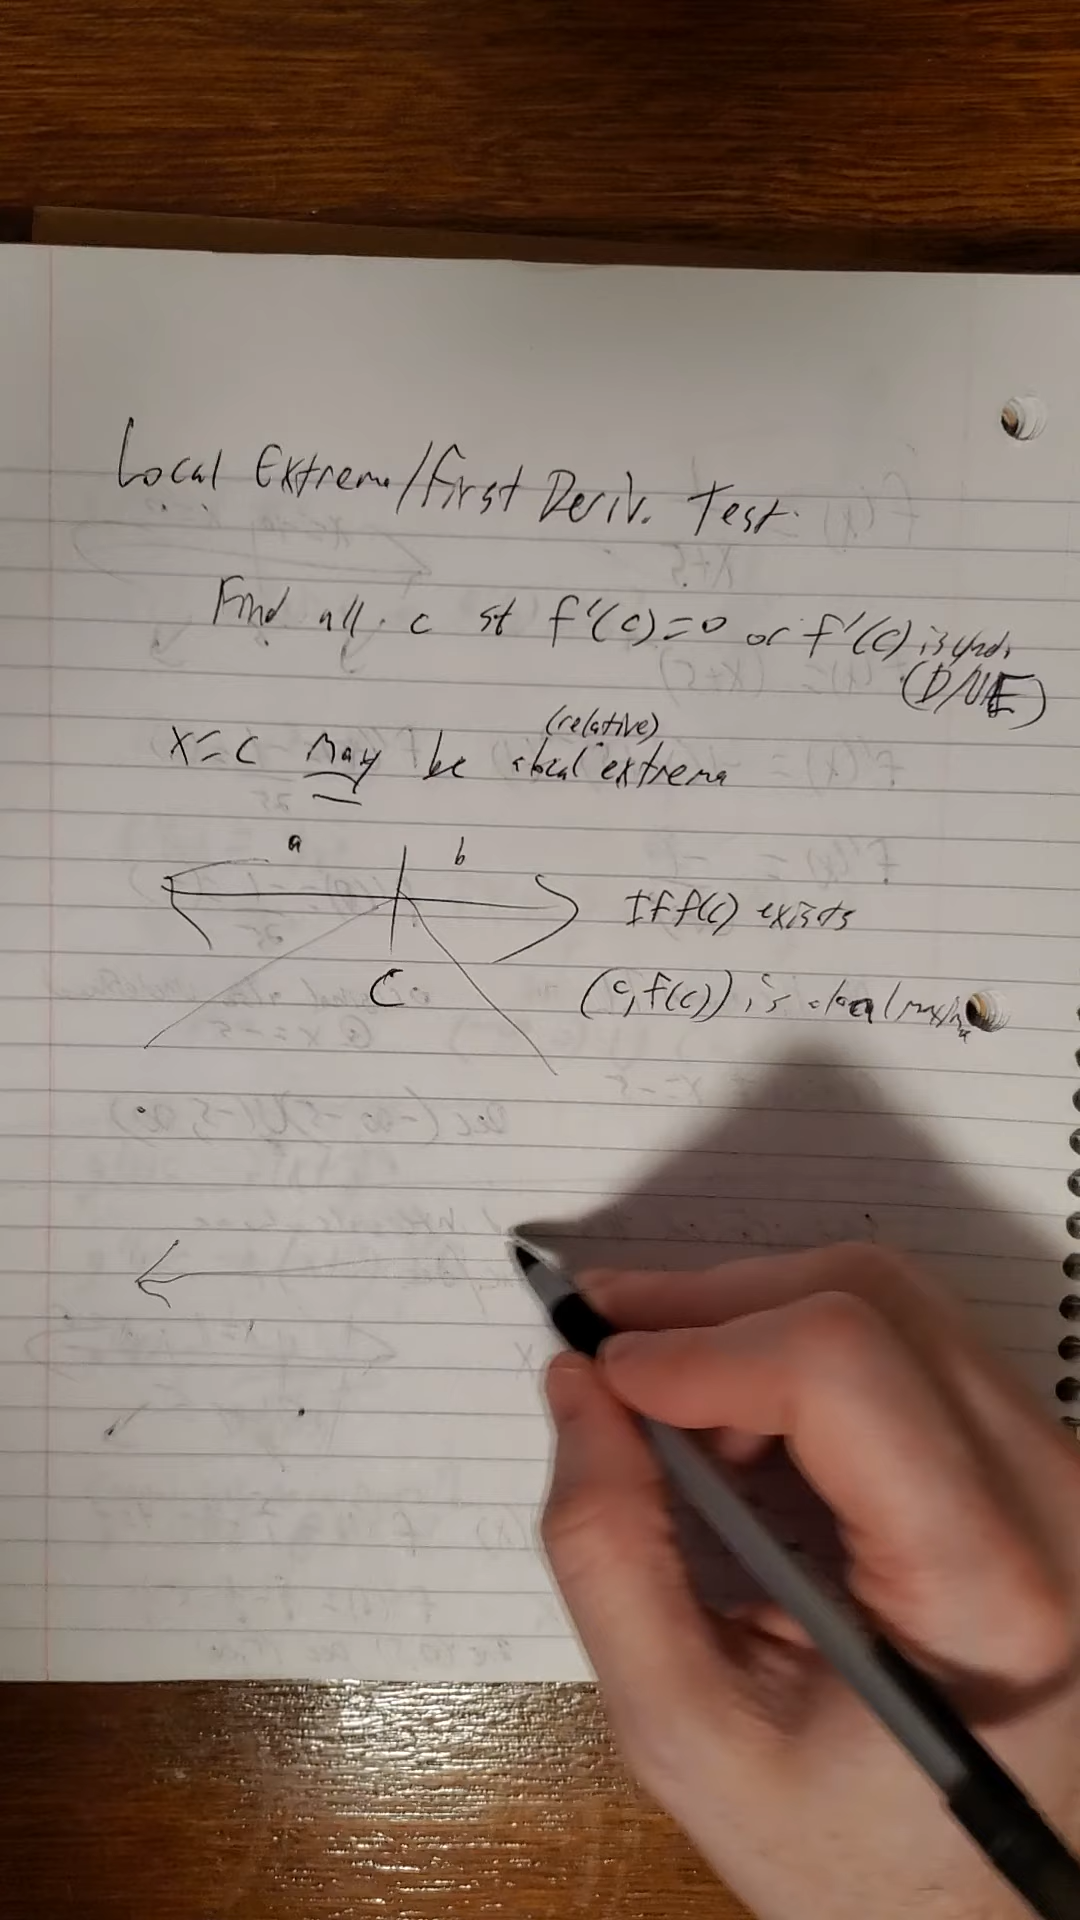 Local Extrema/First Deriv. Test.
Find all c st f'(c)=0 or f'(c) is und.
(D/NE)
(relative)
x=c may be a local extrema
a b
If f(c) exists
C
(c, f(c)) is a local maxima